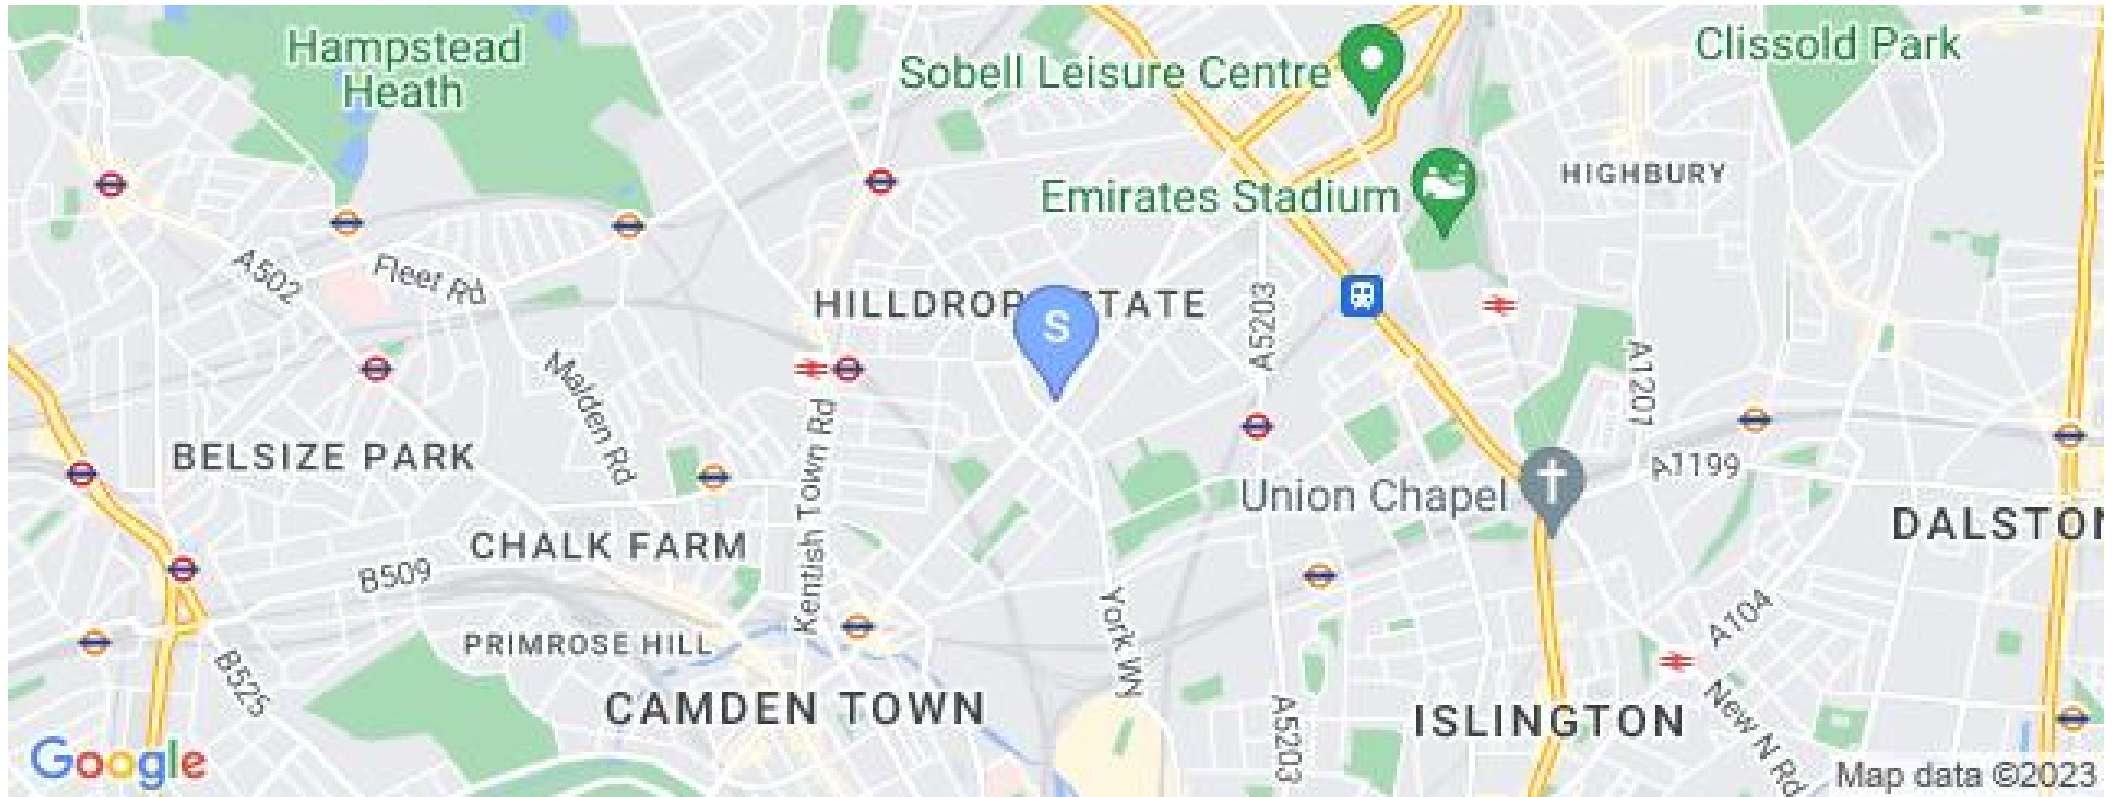 Hampstead
Heath
Sobell Leisure Centre
Clissold Park
HIGHBURY
Emirates Stadium
A502
Fleet Rd
HILLDROP
S
TATE
A5203
Malden Rd
A1207
Kentish Town Rd
BELSIZE PARK
A1199
Union Chapel
DALSTON
CHALK FARM
B509
York Wy
A104
PRIMROSE HILL
B525
CAMDEN TOWN
A5203
ISLINGTON
New N Rd
Google
Map data ©2023